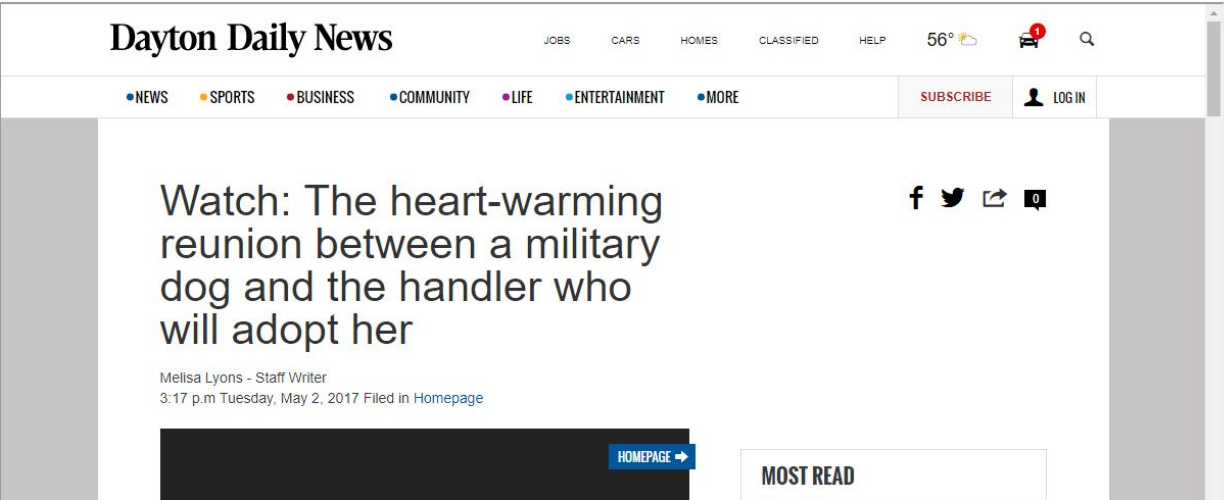 Dayton Daily News
JOBS CARS HOMES CLASSIFIED HELP 56° 1
NEWS SPORTS BUSINESS COMMUNITY LIFE ENTERTAINMENT MORE SUBSCRIBE LOG IN
Watch: The heart-warming
reunion between a military
dog and the handler who
will adopt her
f 0
Melisa Lyons - Staff Writer
3:17 p.m Tuesday, May 2, 2017 Filed in Homepage
HOMEPAGE
MOST READ